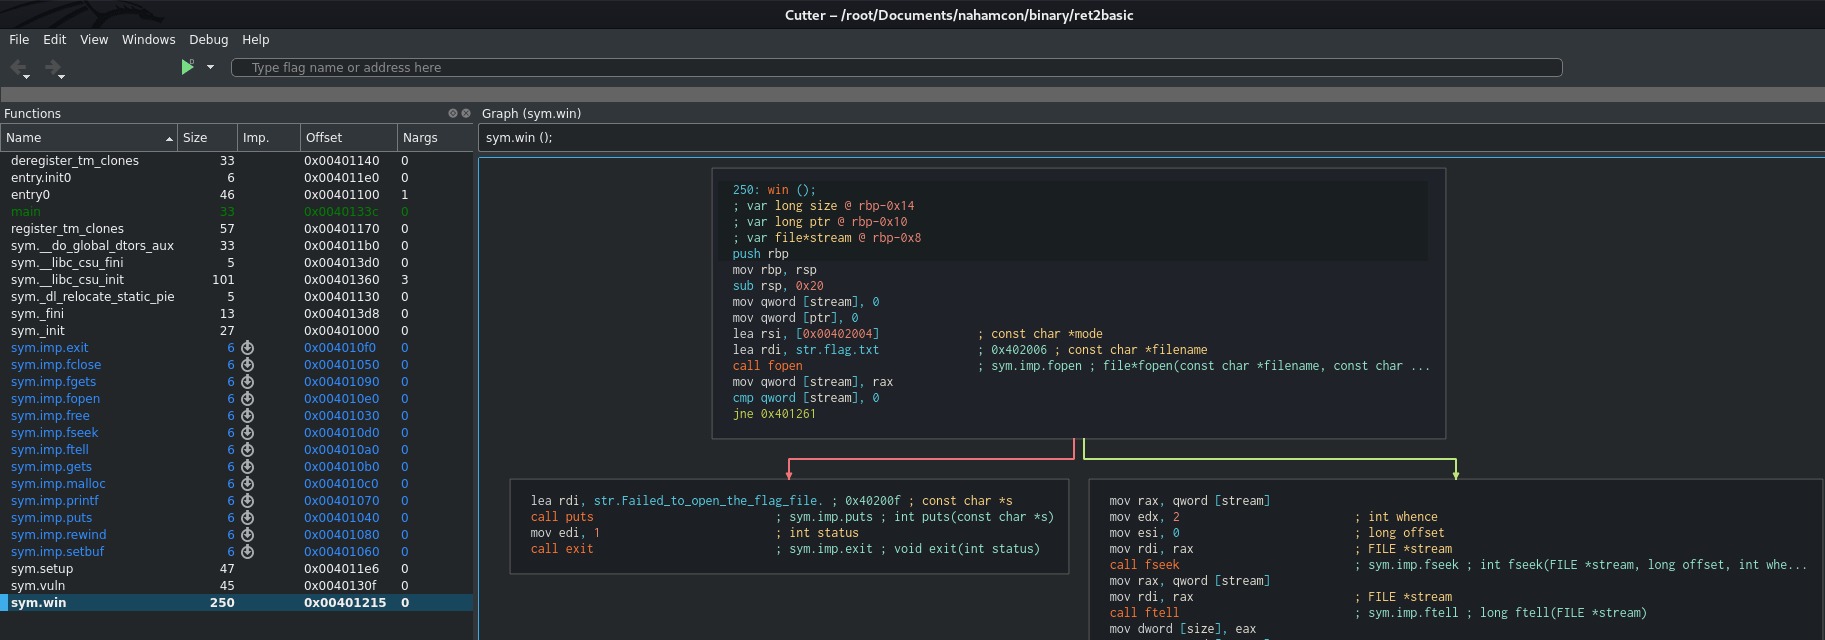 Cutter – /root/Documents/nahamcon/binary/ret2basic
File Edit View Windows Debug Help
Type flag name or address here
Functions
Name Size Imp. Offset Nargs
deregister_tm_clones 33 0x00401140 0
entry.init0 6 0x004011e0 0
entry0 46 0x00401100 1
main 33 0x0040133c 0
register_tm_clones 57 0x00401170 0
sym.__do_global_dtors_aux 33 0x004011b0 0
sym.__libc_csu_fini 5 0x004013d0 0
sym.__libc_csu_init 101 0x00401360 3
sym._dl_relocate_static_pie 5 0x00401130 0
sym._fini 13 0x004013d8 0
sym._init 27 0x00401000 0
sym.imp.exit 6 0x004010f0 0
sym.imp.fclose 6 0x00401050 0
sym.imp.fgets 6 0x00401090 0
sym.imp.fopen 6 0x004010e0 0
sym.imp.free 6 0x00401030 0
sym.imp.fseek 6 0x004010d0 0
sym.imp.ftell 6 0x004010a0 0
sym.imp.gets 6 0x004010b0 0
sym.imp.malloc 6 0x004010c0 0
sym.imp.printf 6 0x00401070 0
sym.imp.puts 6 0x00401040 0
sym.imp.rewind 6 0x00401080 0
sym.imp.setbuf 6 0x00401060 0
sym.setup 47 0x004011e6 0
sym.vuln 45 0x0040130f 0
sym.win 250 0x00401215 0
Graph (sym.win)
sym.win ();
250: win ();
; var long size @ rbp-0x14
; var long ptr @ rbp-0x10
; var file*stream @ rbp-0x8
push rbp
mov rbp, rsp
sub rsp, 0x20
mov qword [stream], 0
mov qword [ptr], 0
lea rsi, [0x00402004] ; const char *mode
lea rdi, str.flag.txt ; 0x402006 ; const char *filename
call fopen ; sym.imp.fopen ; file*fopen(const char *filename, const char ...
mov qword [stream], rax
cmp qword [stream], 0
jne 0x401261
lea rdi, str.Failed_to_open_the_flag_file. ; 0x40200f ; const char *s
call puts ; sym.imp.puts ; int puts(const char *s)
mov edi, 1 ; int status
call exit ; sym.imp.exit ; void exit(int status)
mov rax, qword [stream]
mov edx, 2 ; int whence
mov esi, 0 ; long offset
mov rdi, rax ; FILE *stream
call fseek ; sym.imp.fseek ; int fseek(FILE *stream, long offset, int whe...
mov rax, qword [stream]
mov rdi, rax ; FILE *stream
call ftell ; sym.imp.ftell ; long ftell(FILE *stream)
mov dword [size], eax